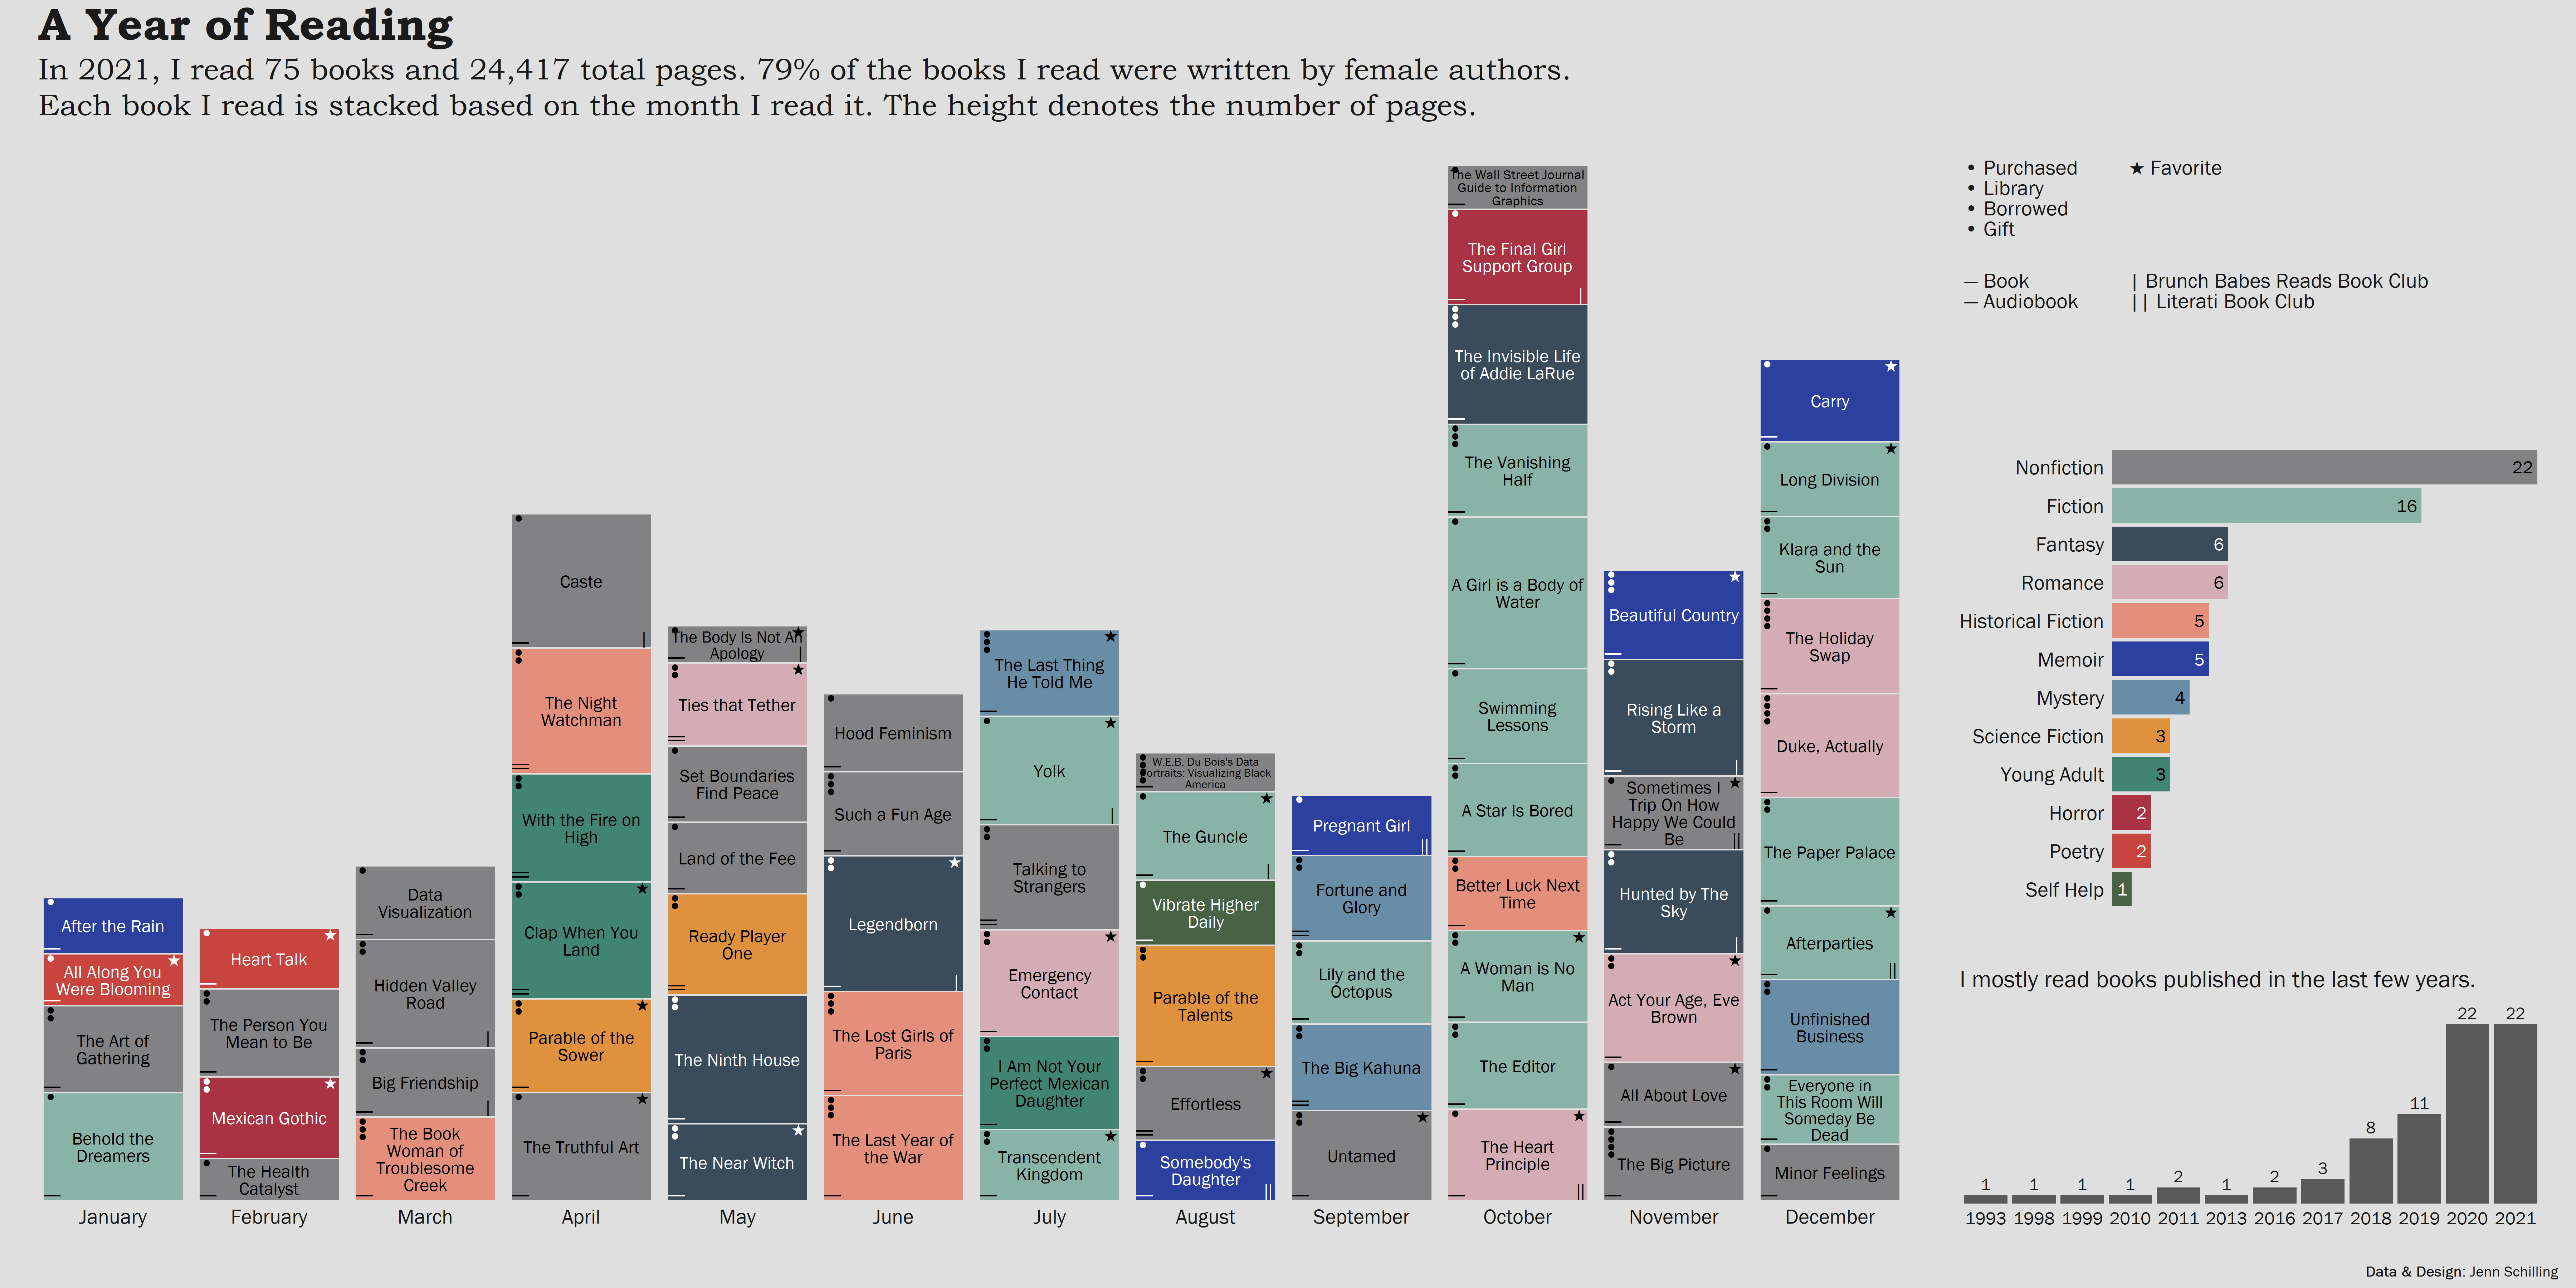 A Year of Reading
In 2021, I read 75 books and 24,417 total pages. 79% of the books I read were written by female authors.
Each book I read is stacked based on the month I read it. The height denotes the number of pages.
After the Rain
All Along You
Were Blooming
The Art of
Gathering
Behold the
Dreamers
January
Heart Talk
The Person You
Mean to Be
Mexican Gothic
The Health
Catalyst
February
Data
Visualization
Hidden Valley
Road
Big Friendship
The Book
Woman of
Troublesome
Creek
March
Caste
The Night
Watchman
With the Fire on
High
Clap When You
Land
Parable of the
Sower
The Truthful Art
April
The Body Is Not An
Apology
Ties that Tether
Set Boundaries
Find Peace
Land of the Fee
Ready Player
One
The Ninth House
The Near Witch
May
Hood Feminism
Such a Fun Age
Legendborn
The Lost Girls of
Paris
The Last Year of
the War
June
The Last Thing
He Told Me
Yolk
Talking to
Strangers
Emergency
Contact
I Am Not Your
Perfect Mexican
Daughter
Transcendent
Kingdom
July
W.E.B. Du Bois's Data
Portraits: Visualizing Black
America
The Guncle
Vibrate Higher
Daily
Parable of the
Talents
Effortless
Somebody's
Daughter
August
Pregnant Girl
Fortune and
Glory
Lily and the
Octopus
The Big Kahuna
Untamed
September
The Wall Street Journal
Guide to Information
Graphics
The Final Girl
Support Group
The Invisible Life
of Addie LaRue
The Vanishing
Half
A Girl is a Body of
Water
Swimming
Lessons
A Star Is Bored
Better Luck Next
Time
A Woman is No
Man
The Editor
The Heart
Principle
October
Beautiful Country
Rising Like a
Storm
Sometimes I
Trip On How
Happy We Could
Be
Hunted by The
Sky
Act Your Age, Eve
Brown
All About Love
The Big Picture
November
Carry
Long Division
Klara and the
Sun
The Holiday
Swap
Duke, Actually
The Paper Palace
Afterparties
Unfinished
Business
Everyone in
This Room Will
Someday Be
Dead
Minor Feelings
December
• Purchased
• Library
• Borrowed
• Gift
★ Favorite
— Book
— Audiobook
| Brunch Babes Reads Book Club
|| Literati Book Club
Nonfiction 22
Fiction 16
Fantasy 6
Romance 6
Historical Fiction 5
Memoir 5
Mystery 4
Science Fiction 3
Young Adult 3
Horror 2
Poetry 2
Self Help 1
I mostly read books published in the last few years.
1 1 1 1 2 1 2 3 8 11 22 22
1993 1998 1999 2010 2011 2013 2016 2017 2018 2019 2020 2021
Data & Design: Jenn Schilling